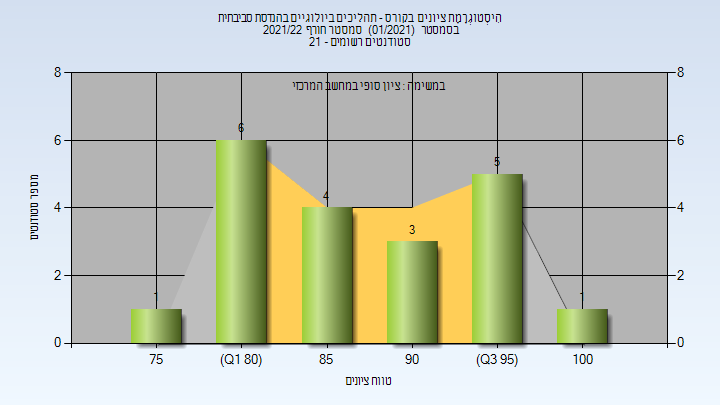 היסטוגרמת ציונים בקורס - תהליכים ביולוגיים בהנדסת סביבתית
בסמסטר (01/2021) סמסטר חורף 2021/22
סטודנטים רשומים - 21
במשימה : ציון סופי במחשב המרכזי
8 8
6 6
4 4
2 2
0 0
מספר סטודנטים
1 6 4 3 5 1
75 (Q1 80) 85 90 (Q3 95) 100
טווח ציונים